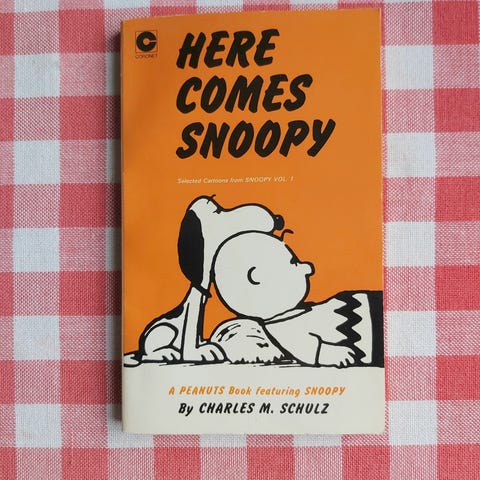 CORONET
HERE
COMES
SNOOPY
Selected Cartoons from SNOOPY VOL. 1
A PEANUTS Book featuring SNOOPY
By CHARLES M. SCHULZ